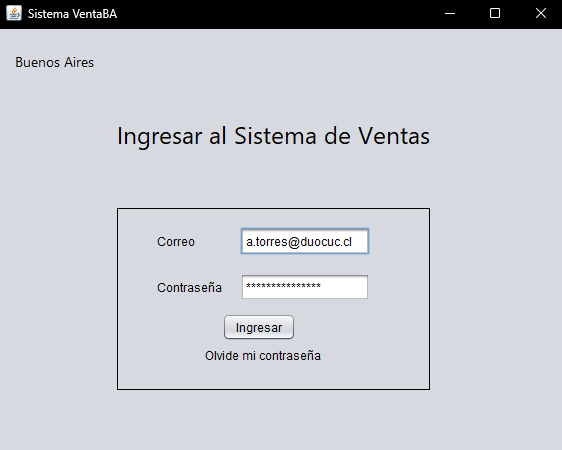 Sistema VentaBA
Buenos Aires
Ingresar al Sistema de Ventas
Correo a.torres@duocuc.cl
Contraseña ***************
Ingresar
Olvide mi contraseña